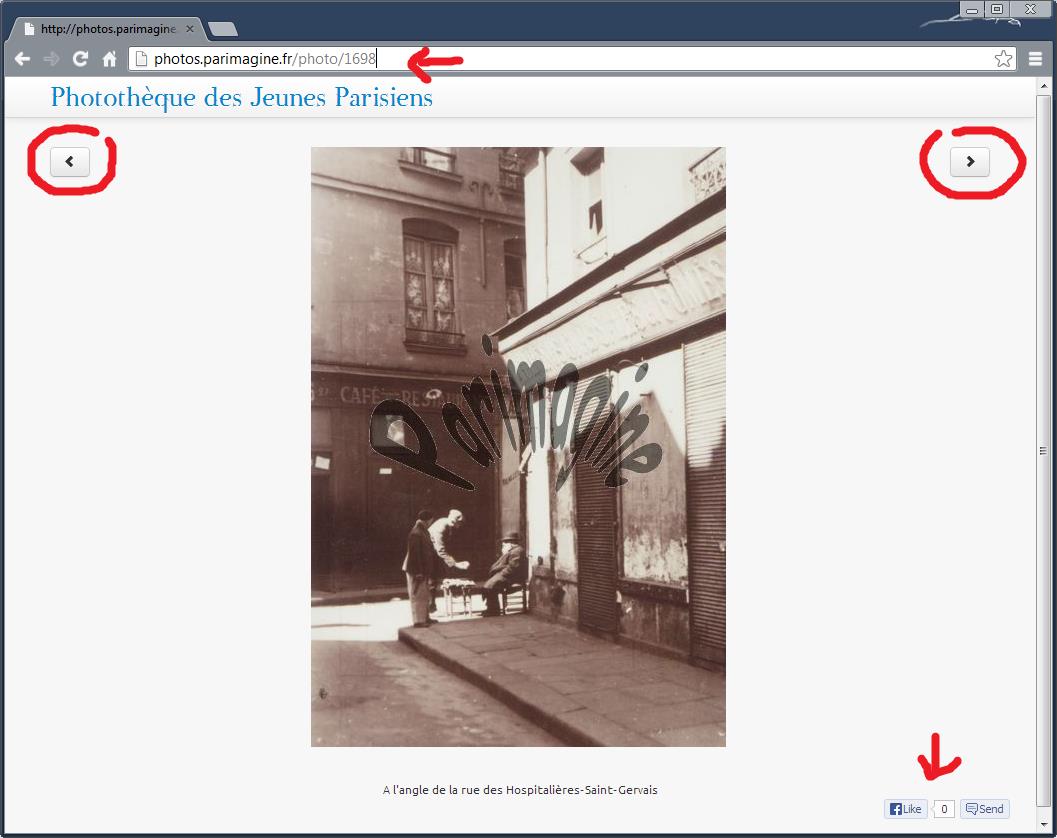 http://photos.parimagine.
photos.parimagine.fr/photo/1698
Photothèque des Jeunes Parisiens
CAFÉ RESTAU
Parimagine
A l'angle de la rue des Hospitalières-Saint-Gervais
Like 0 Send